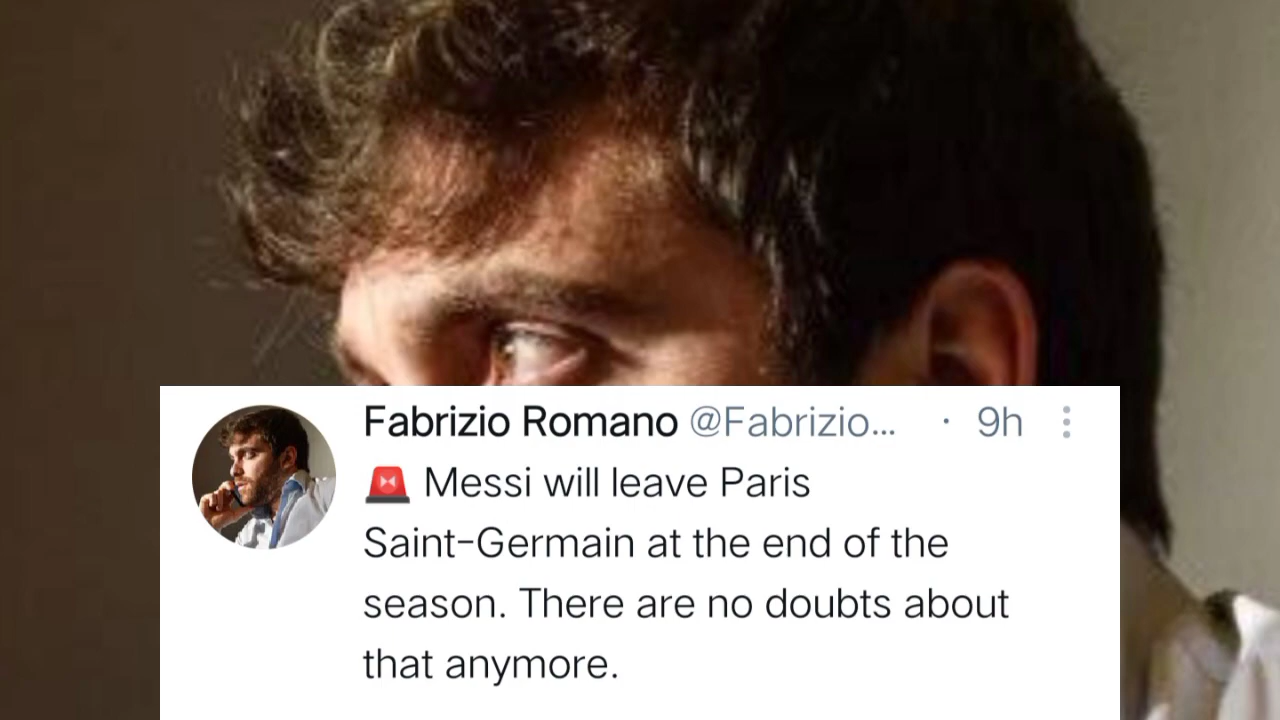 Fabrizio Romano @Fabrizio... · 9h
🚨 Messi will leave Paris
Saint-Germain at the end of the
season. There are no doubts about
that anymore.